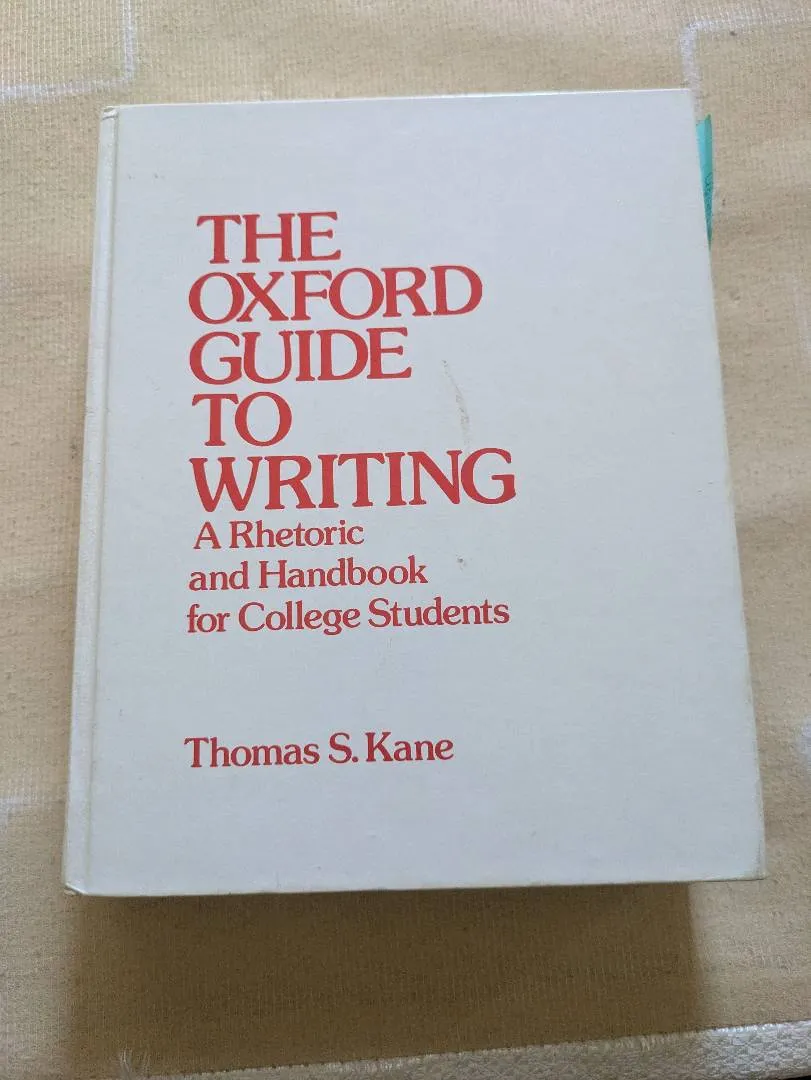 THE
OXFORD
GUIDE
TO
WRITING
A Rhetoric
and Handbook
for College Students
Thomas S. Kane